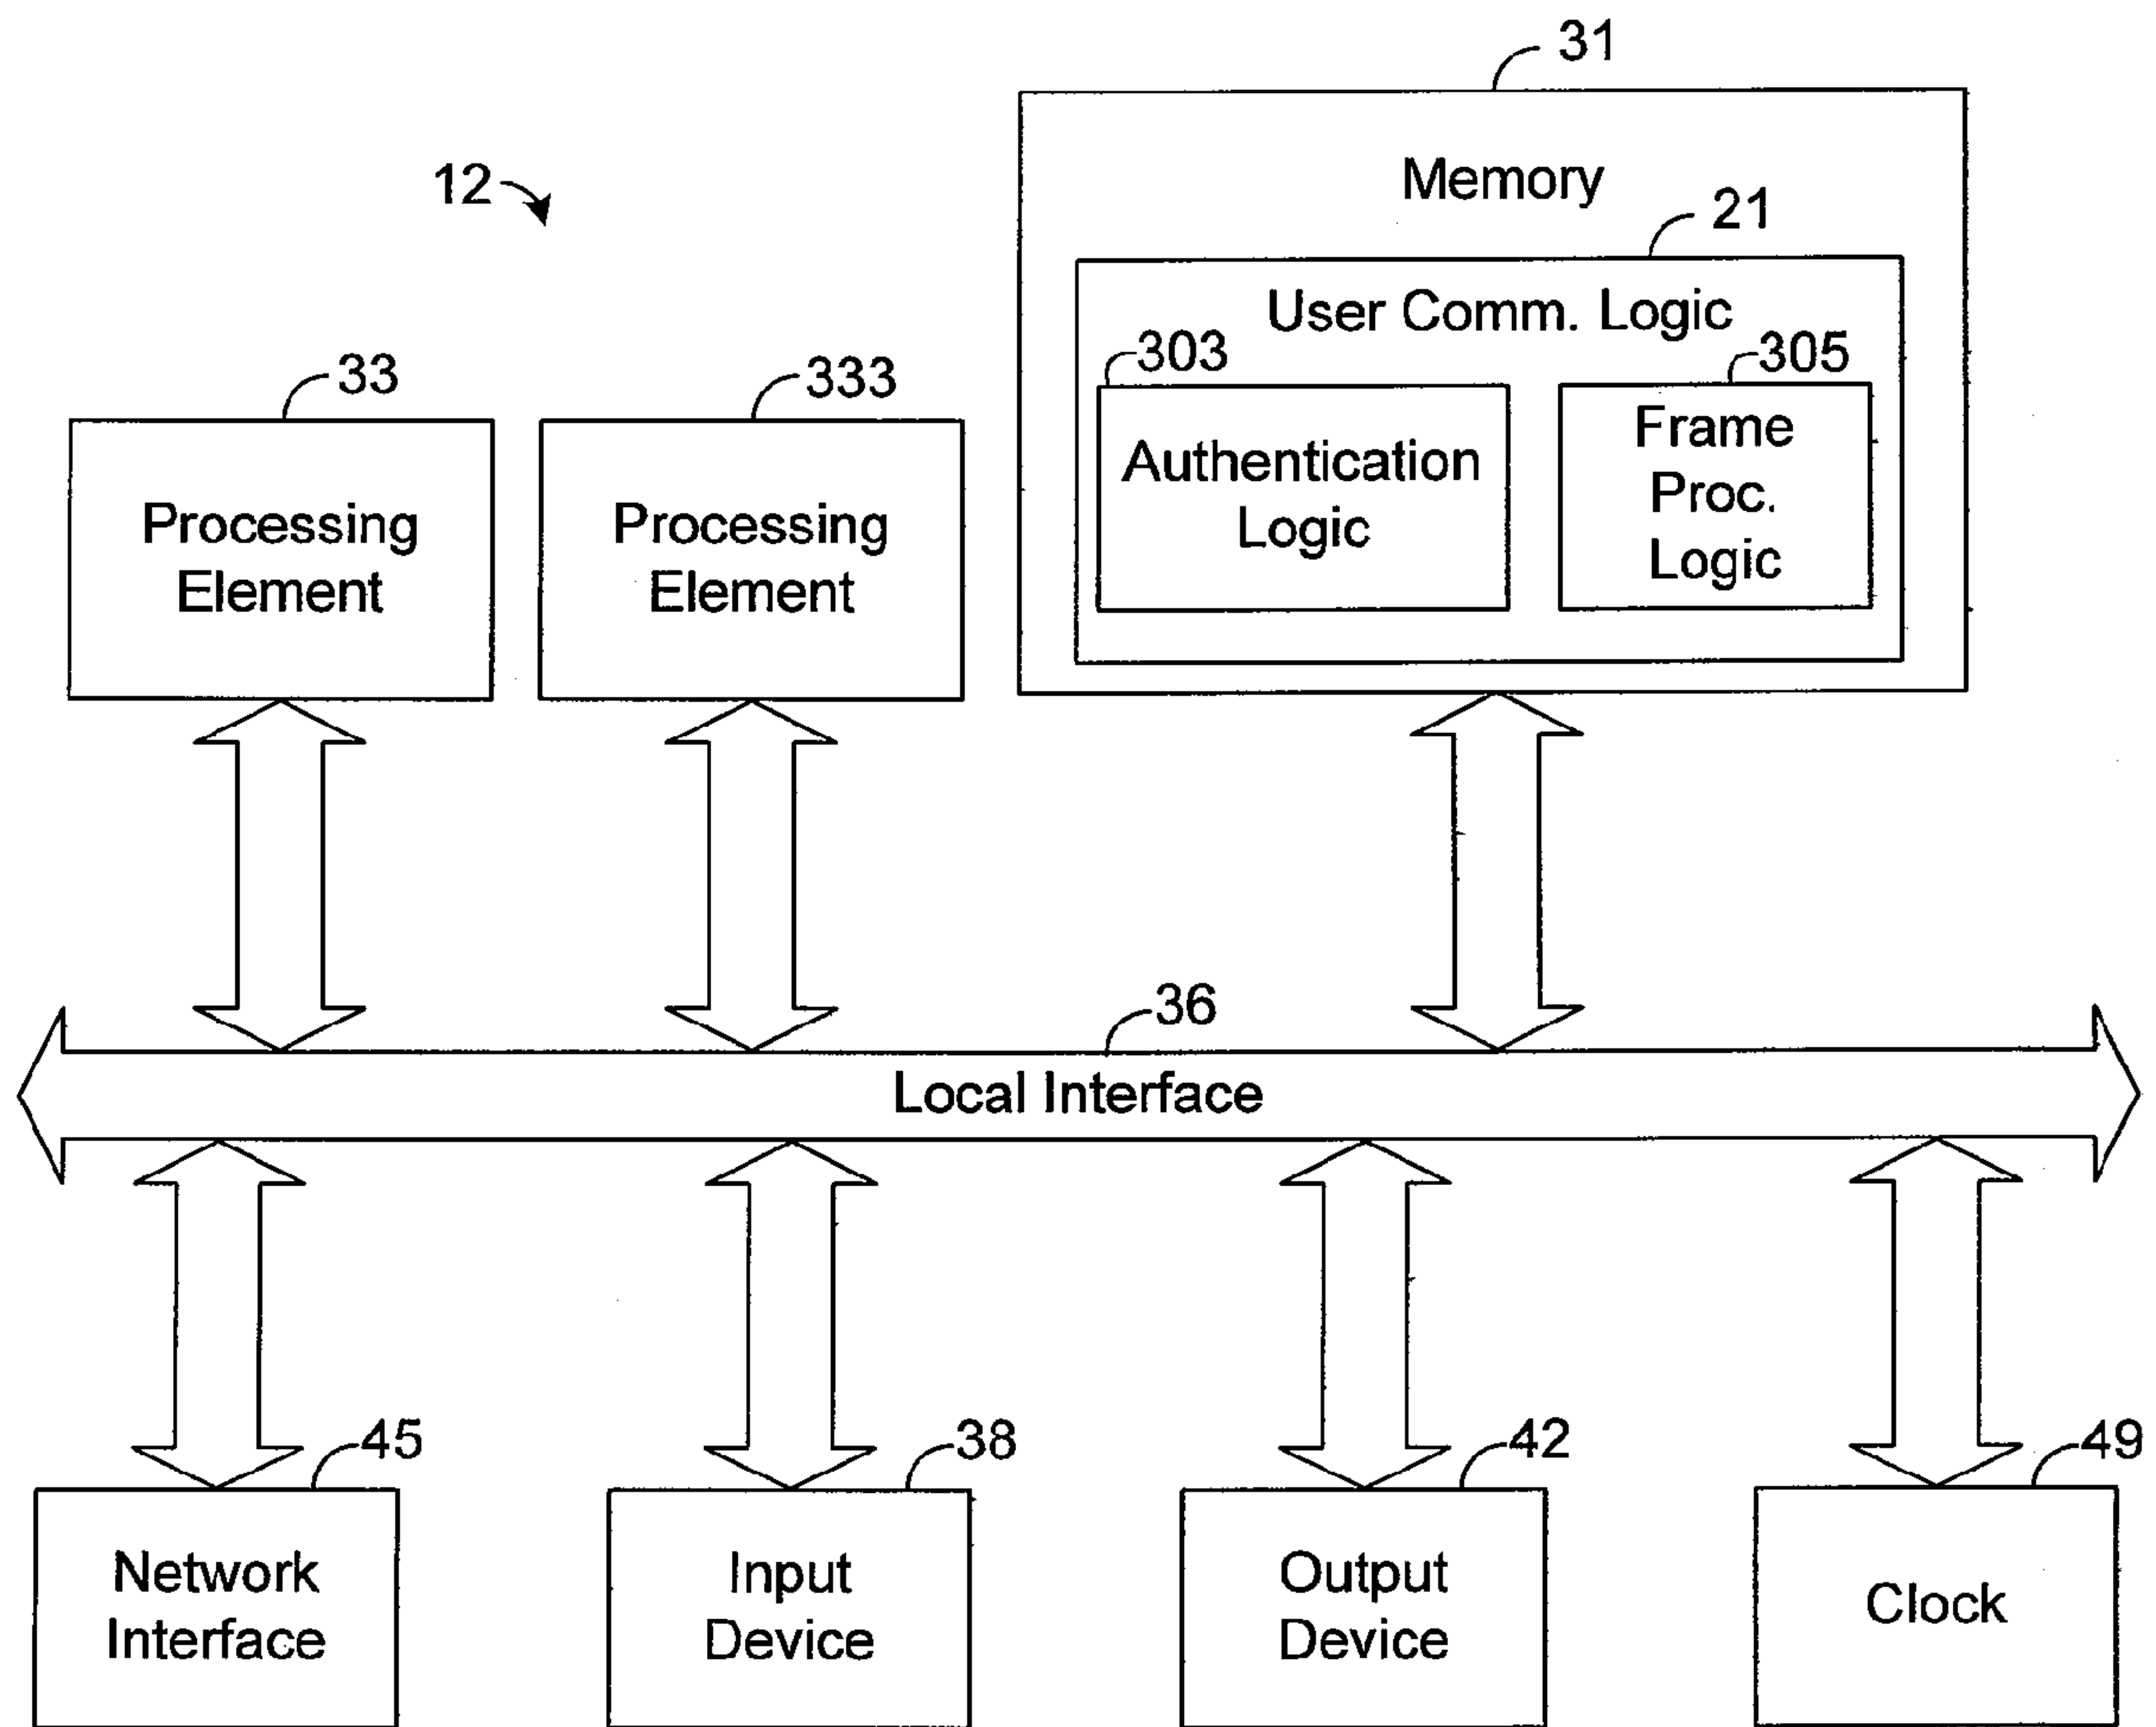 31
12
Memory
21
User Comm. Logic
303
305
33
333
Authentication
Logic
Frame
Proc.
Logic
Processing
Element
Processing
Element
36
Local Interface
45
38
42
49
Network
Interface
Input
Device
Output
Device
Clock